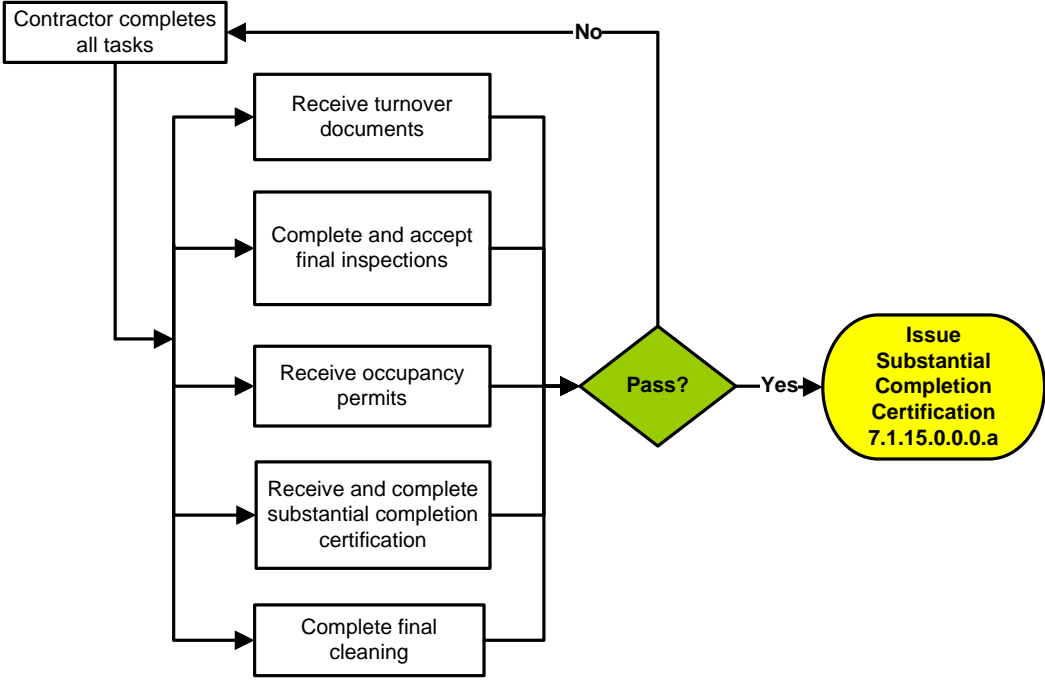 Contractor completes
all tasks
No
Receive turnover
documents
Complete and accept
final inspections
Receive occupancy
permits
Receive and complete
substantial completion
certification
Complete final
cleaning
Pass?
Yes
Issue
Substantial
Completion
Certification
7.1.15.0.0.0.a